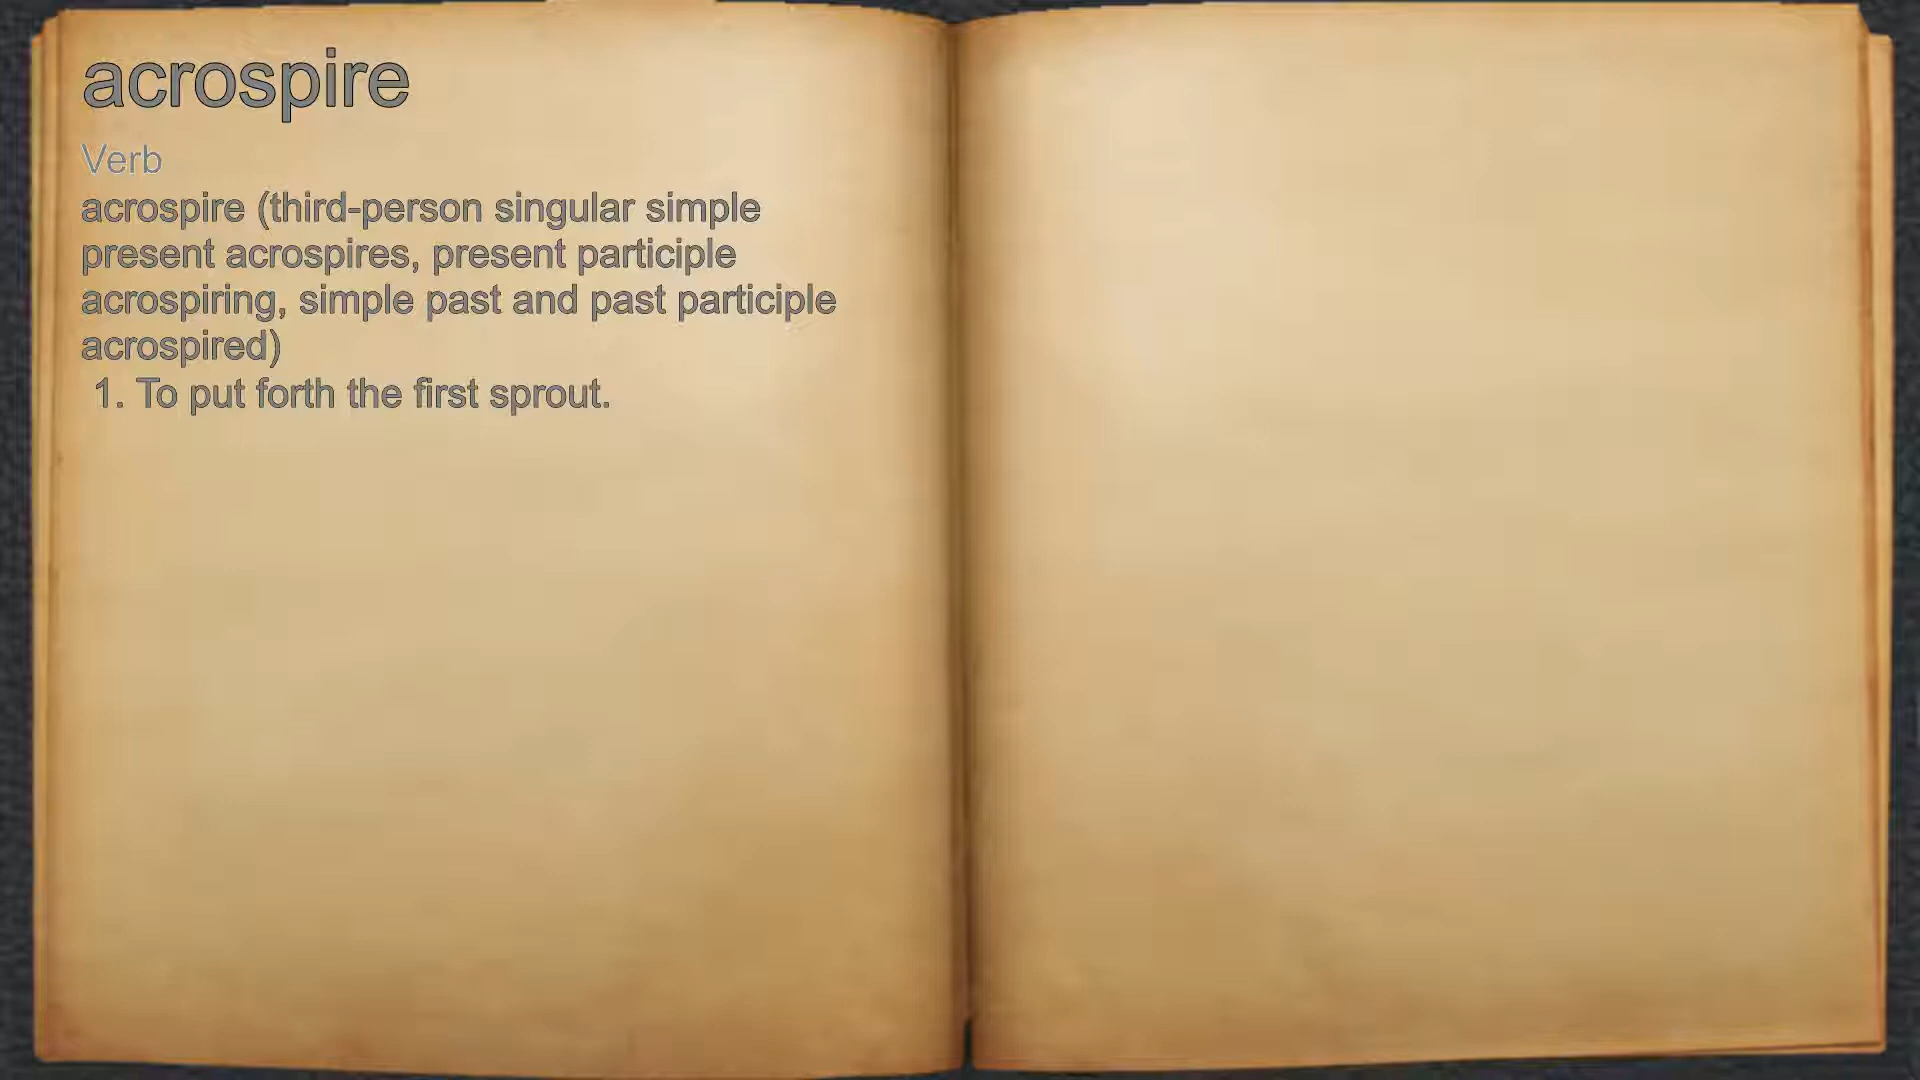 acrospire
Verb
acrospire (third-person singular simple
present acrospires, present participle
acrospiring, simple past and past participle
acrospired)
1. To put forth the first sprout.